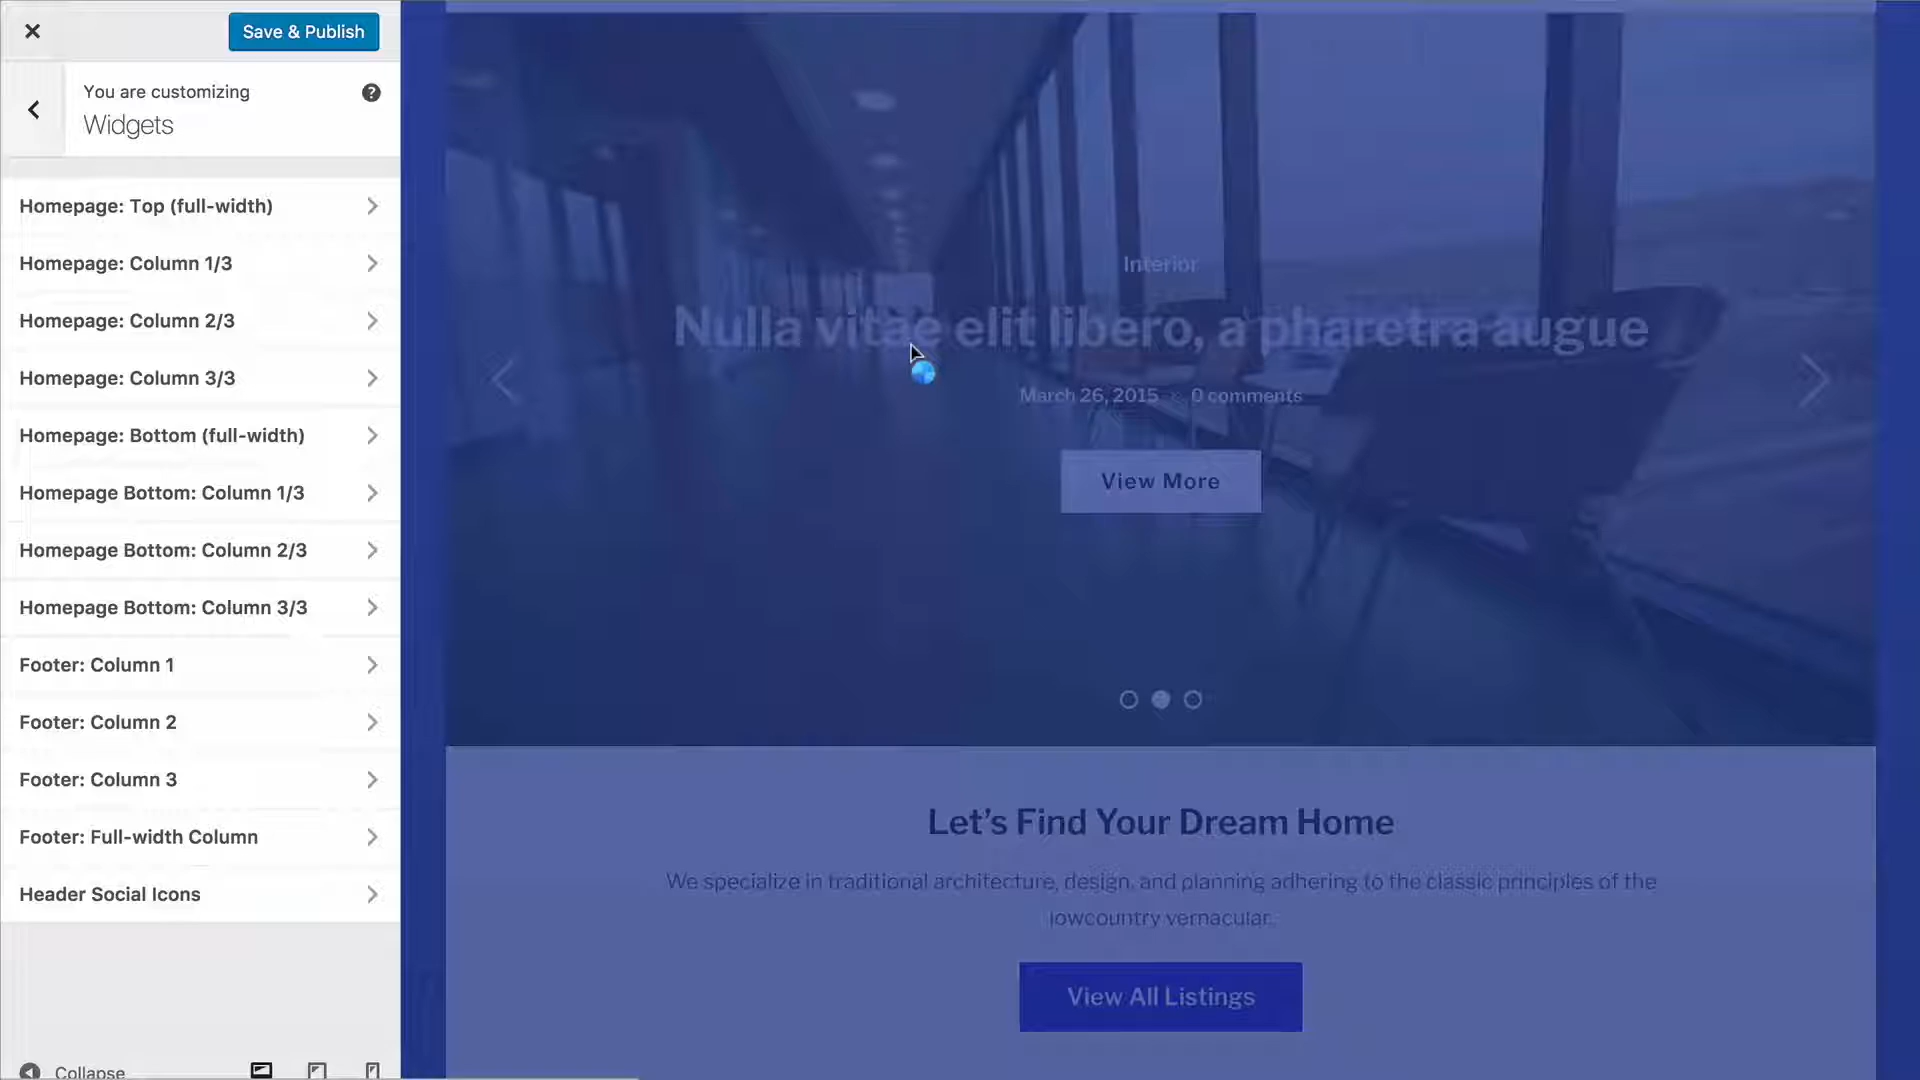 Save & Publish
You are customizing
Widgets
Homepage: Top (full-width)
Homepage: Column 1/3
Homepage: Column 2/3
Homepage: Column 3/3
Homepage: Bottom (full-width)
Homepage Bottom: Column 1/3
Homepage Bottom: Column 2/3
Homepage Bottom: Column 3/3
Footer: Column 1
Footer: Column 2
Footer: Column 3
Footer: Full-width Column
Header Social Icons
Collapse
Interior
Nulla vitae elit libero, a pharetra augue
March 26, 2015 0 comments
View More
Let’s Find Your Dream Home
We specialize in traditional architecture, design, and planning adhering to the classic principles of the
lowcountry vernacular.
View All Listings